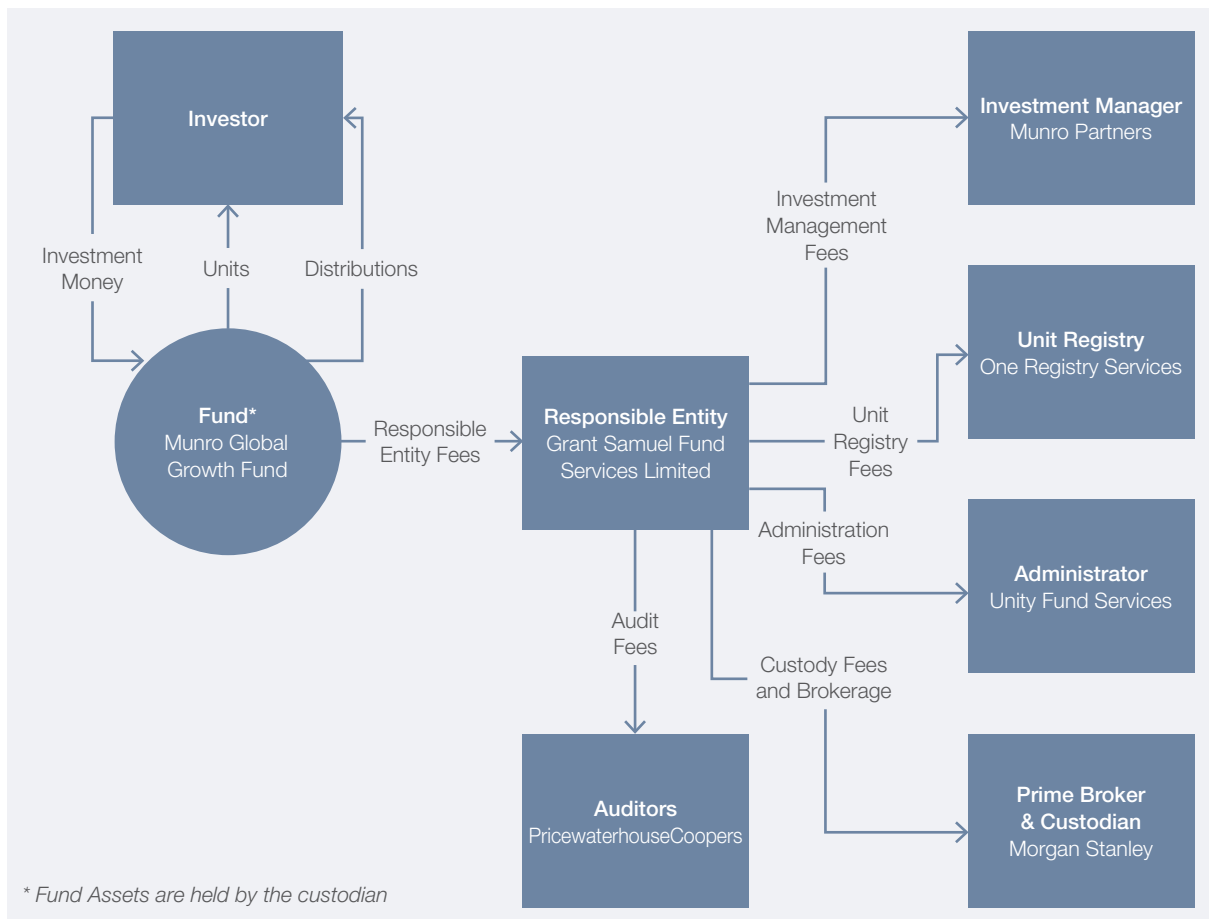 Investor
Investment
Money
Units
Distributions
Fund*
Munro Global
Growth Fund
Responsible
Entity Fees
Responsible Entity
Grant Samuel Fund
Services Limited
Investment
Management
Fees
Unit
Registry
Fees
Administration
Fees
Audit
Fees
Custody Fees
and Brokerage
Investment Manager
Munro Partners
Unit Registry
One Registry Services
Administrator
Unity Fund Services
Auditors
PricewaterhouseCoopers
Prime Broker
& Custodian
Morgan Stanley
* Fund Assets are held by the custodian